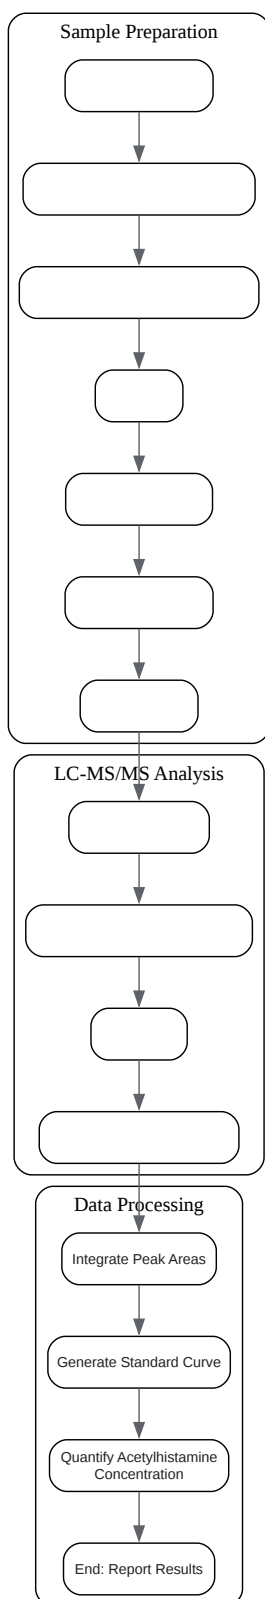 Sample Preparation
LC-MS/MS Analysis
Data Processing
Integrate Peak Areas
Generate Standard Curve
Quantify Acetylhistamine
Concentration
End: Report Results